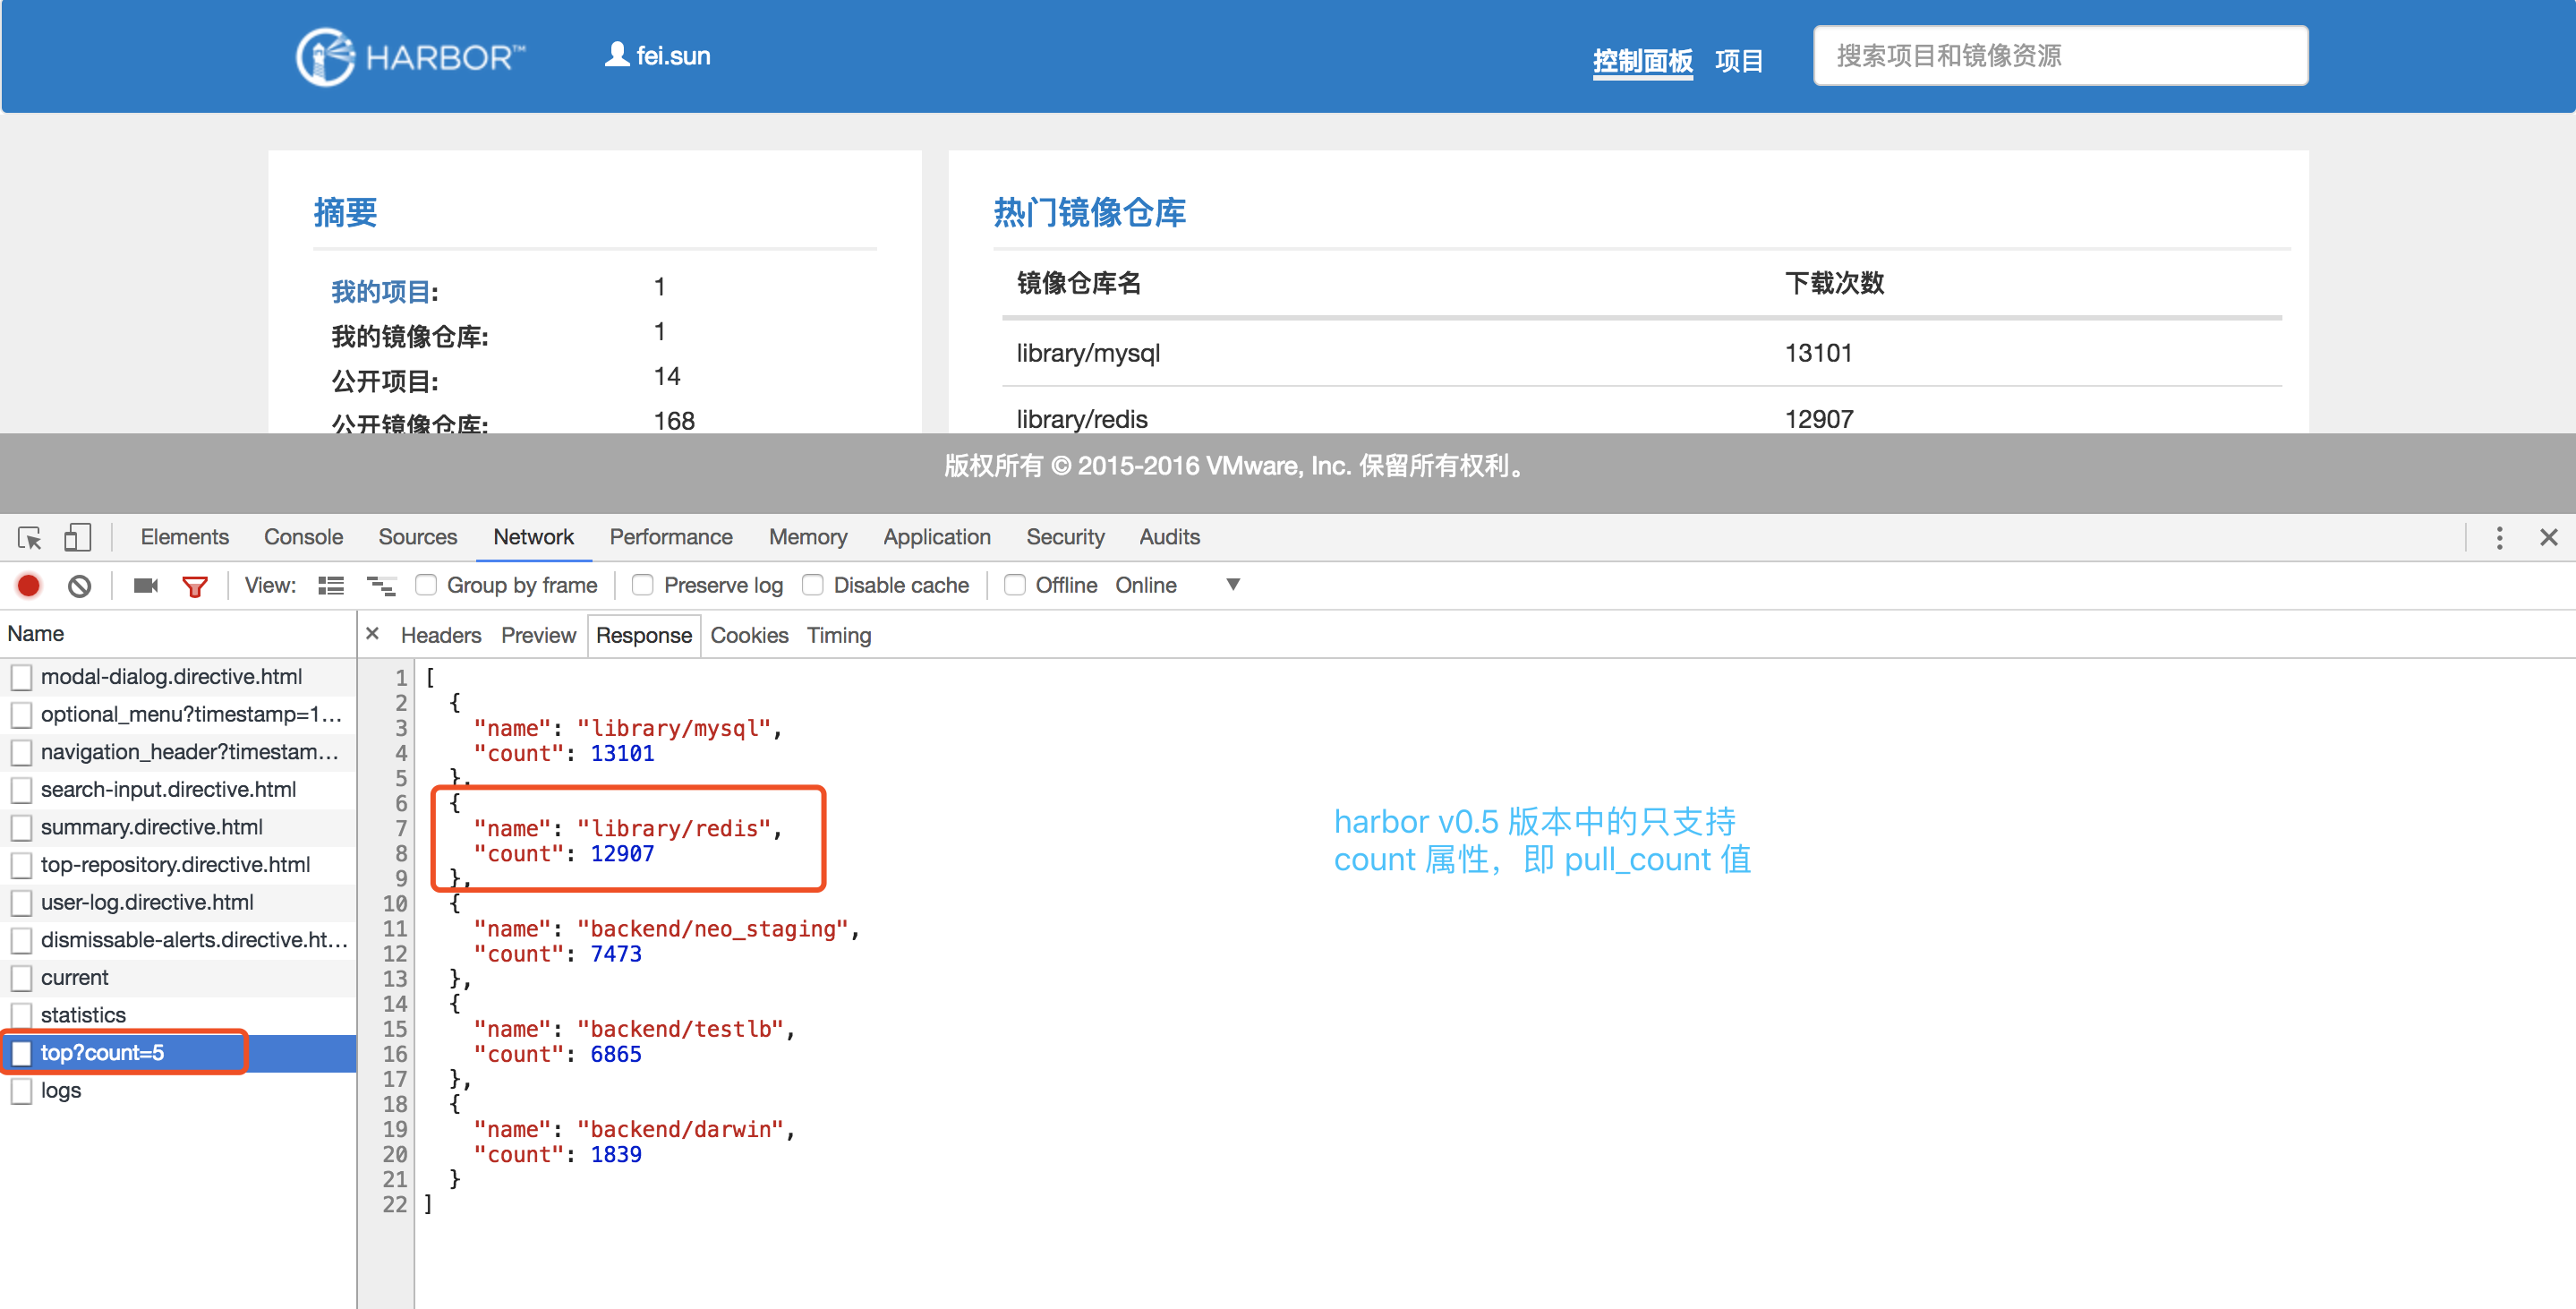 HARBOR™
fei.sun
控制面板 项目
搜索项目和镜像资源
摘要
我的项目: 1
我的镜像仓库: 1
公开项目: 14
公开镜像仓库: 168
热门镜像仓库
镜像仓库名 下载次数
library/mysql 13101
library/redis 12907
版权所有 © 2015-2016 VMware, Inc. 保留所有权利。
Elements Console Sources Network Performance Memory Application Security Audits
View: Group by frame Preserve log Disable cache Offline Online
Name
modal-dialog.directive.html
optional_menu?timestamp=1...
navigation_header?timestam...
search-input.directive.html
summary.directive.html
top-repository.directive.html
user-log.directive.html
dismissable-alerts.directive.ht...
current
statistics
top?count=5
logs
Headers Preview Response Cookies Timing
1 [
2 {
3 "name": "library/mysql",
4 "count": 13101
5 },
6 {
7 "name": "library/redis",
8 "count": 12907
9 },
10 {
11 "name": "backend/neo_staging",
12 "count": 7473
13 },
14 {
15 "name": "backend/testlb",
16 "count": 6865
17 },
18 {
19 "name": "backend/darwin",
20 "count": 1839
21 }
22 ]
harbor v0.5 版本中的只支持
count 属性，即 pull_count 值